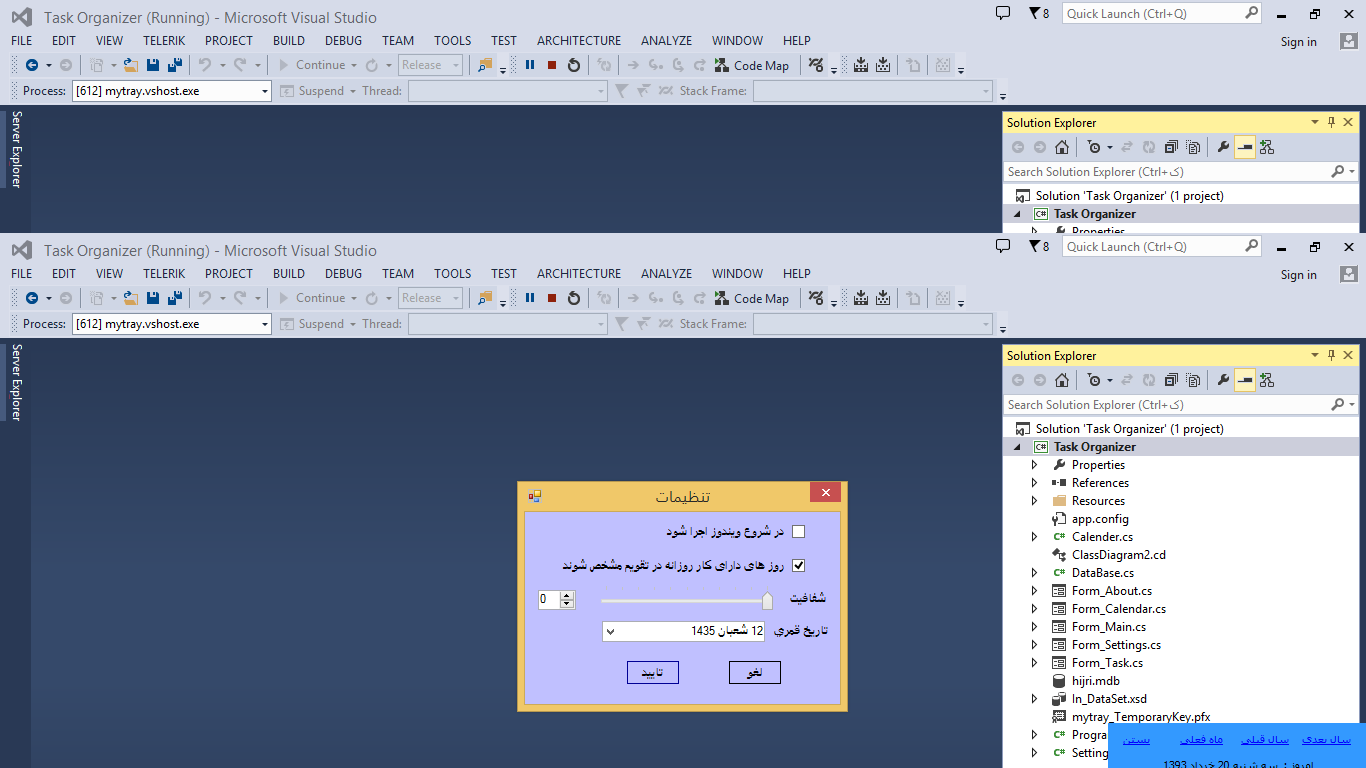 Task Organizer (Running) - Microsoft Visual Studio
8
Quick Launch (Ctrl+Q)
FILE EDIT VIEW TELERIK PROJECT BUILD DEBUG TEAM TOOLS TEST ARCHITECTURE ANALYZE WINDOW HELP
Sign in
Continue Release Code Map
Process: [612] mytray.vshost.exe Suspend Thread: Stack Frame:
Server Explorer
Solution Explorer
Search Solution Explorer (Ctrl+ک)
Solution 'Task Organizer' (1 project)
C# Task Organizer
Properties
Task Organizer (Running) - Microsoft Visual Studio
8
Quick Launch (Ctrl+Q)
FILE EDIT VIEW TELERIK PROJECT BUILD DEBUG TEAM TOOLS TEST ARCHITECTURE ANALYZE WINDOW HELP
Sign in
Continue Release Code Map
Process: [612] mytray.vshost.exe Suspend Thread: Stack Frame:
Server Explorer
Solution Explorer
Search Solution Explorer (Ctrl+ک)
Solution 'Task Organizer' (1 project)
C# Task Organizer
Properties
References
Resources
app.config
C# Calender.cs
ClassDiagram2.cd
C# DataBase.cs
Form_About.cs
Form_Calendar.cs
Form_Main.cs
Form_Settings.cs
Form_Task.cs
hijri.mdb
In_DataSet.xsd
mytray_TemporaryKey.pfx
C# Progra
C# Setting
تنظیمات
در شروع ویندوز اجرا شود
روز های دارای کار روزانه در تقویم مشخص شوند
شفافیت
0
تاریخ قمری
12 شعبان 1435
لغو
تایید
سال بعدی سال قبلی ماه فعلی بستن
امروز : سه شنبه 20 خرداد 1393